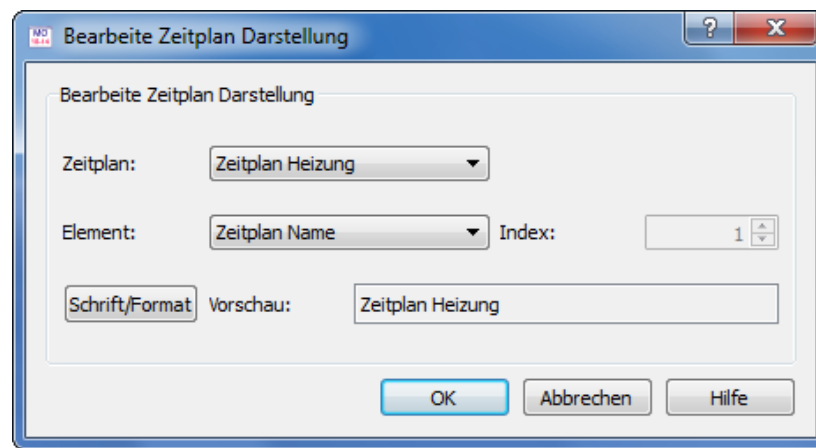 Bearbeite Zeitplan Darstellung
?
Bearbeite Zeitplan Darstellung
Zeitplan: Zeitplan Heizung
Element: Zeitplan Name Index: 1
Schrift/Format Vorschau: Zeitplan Heizung
OK Abbrechen Hilfe